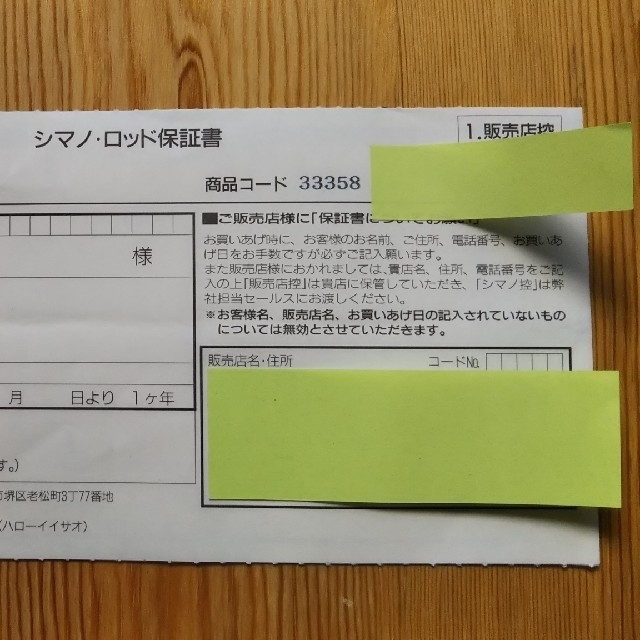 シマノ・ロッド保証書
1.販売店控
商品コード 33358
■ご販売店様に「保証書についてお願い」
お買いあげ時に、お客様のお名前、ご住所、電話番号、お買いあ
げ日をお手数ですが必ずご記入願います。
また販売店様におかれましては、貴店名、住所、電話番号をご記
入の上「販売店控」は貴店に保管していただき、「シマノ控」は弊
社担当セールスにお渡しください。
※お客様名、販売店名、お買いあげ日の記入されていないもの
については無効とさせていただきます。
様
月 日より 1ヶ年
販売店名・住所 コードNo.
す。)
堺区老松町3丁77番地
(ハローイイサオ)